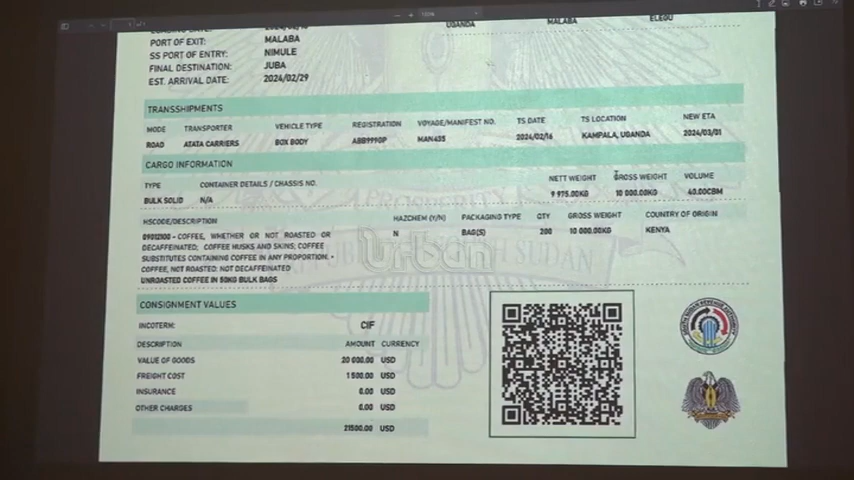 UGANDA MALABA ELEGU
PORT OF EXIT: MALABA
SS PORT OF ENTRY: NIMULE
FINAL DESTINATION: JUBA
EST. ARRIVAL DATE: 2024/02/29
TRANSSHIPMENTS
MODE TRANSPORTER VEHICLE TYPE REGISTRATION VOYAGE/MANIFEST NO. TS DATE TS LOCATION NEW ETA
ROAD ATATA CARRIERS BOX BODY ABB9990P MAN455 2024/02/16 KAMPALA, UGANDA 2024/03/01
CARGO INFORMATION
TYPE CONTAINER DETAILS / CHASSIS NO. NETT WEIGHT GROSS WEIGHT VOLUME
BULK SOLID N/A 9 975.00KG 10 000.00KG 40.00CBM
HSCODE/DESCRIPTION HAZCHEM (Y/N) PACKAGING TYPE QTY GROSS WEIGHT COUNTRY OF ORIGIN
09012100 - COFFEE, WHETHER OR NOT ROASTED OR N BAG(S) 200 10 000.00KG KENYA
DECAFFEINATED; COFFEE HUSKS AND SKINS; COFFEE
SUBSTITUTES CONTAINING COFFEE IN ANY PROPORTION. -
COFFEE, NOT ROASTED: NOT DECAFFEINATED
UNROASTED COFFEE IN 50KG BULK BAGS
Urban
CONSIGNMENT VALUES
INCOTERM: CIF
DESCRIPTION AMOUNT CURRENCY
VALUE OF GOODS 20 000.00 USD
FREIGHT COST 1 500.00 USD
INSURANCE 0.00 USD
OTHER CHARGES 0.00 USD
21500.00 USD